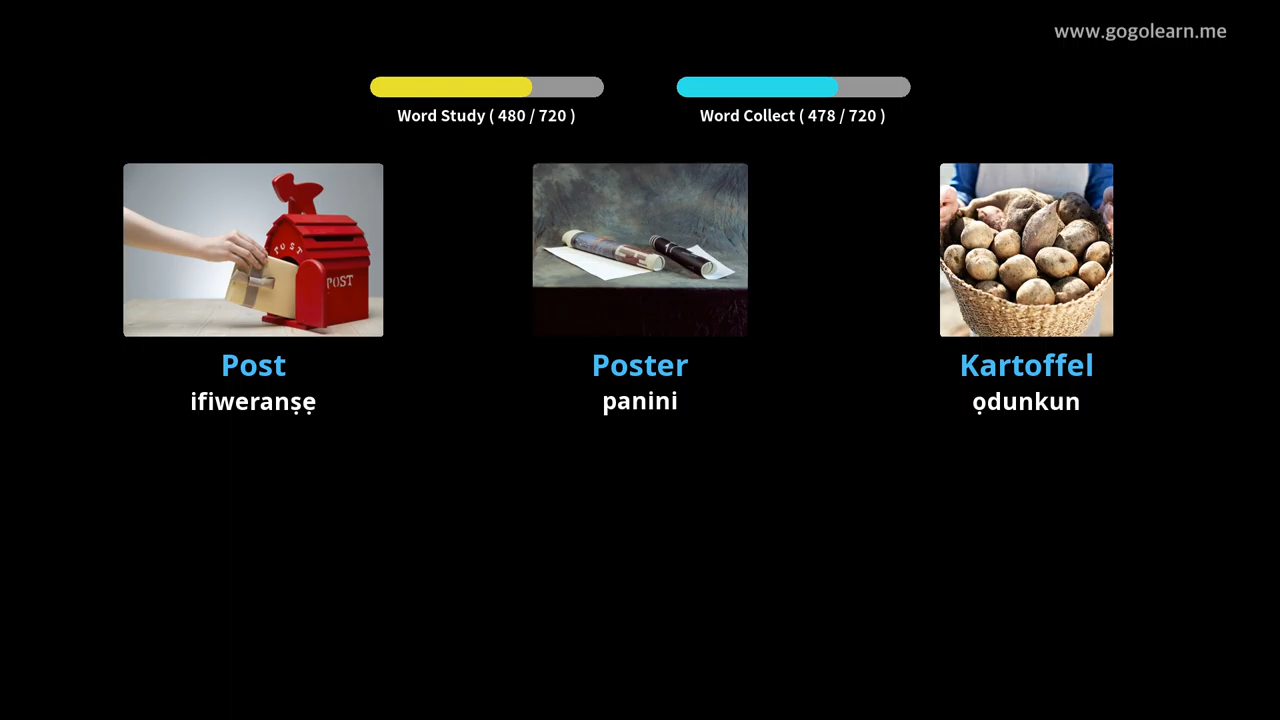 www.gogolearn.me
Word Study ( 480 / 720 )
Word Collect ( 478 / 720 )
POST
POST
Post
Poster
Kartoffel
ifiweranṣẹ
panini
ọdunkun